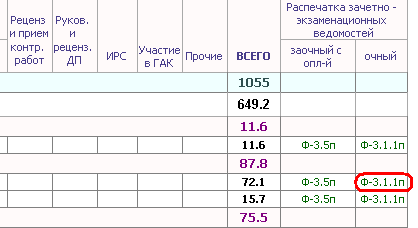 Реценз
и прием
контр.
работ
Руков.
и
реценз.
ДП
ИРС
Участие
в ГАК
Прочие
ВСЕГО
Распечатка зачетно -
экзаменационных
ведомостей
заочный с
опл-й
очный
1055
649.2
11.6
11.6 Ф-3.5п Ф-3.1.1п
87.8
72.1 Ф-3.5п Ф-3.1.1п
15.7 Ф-3.5п Ф-3.1.1п
75.5